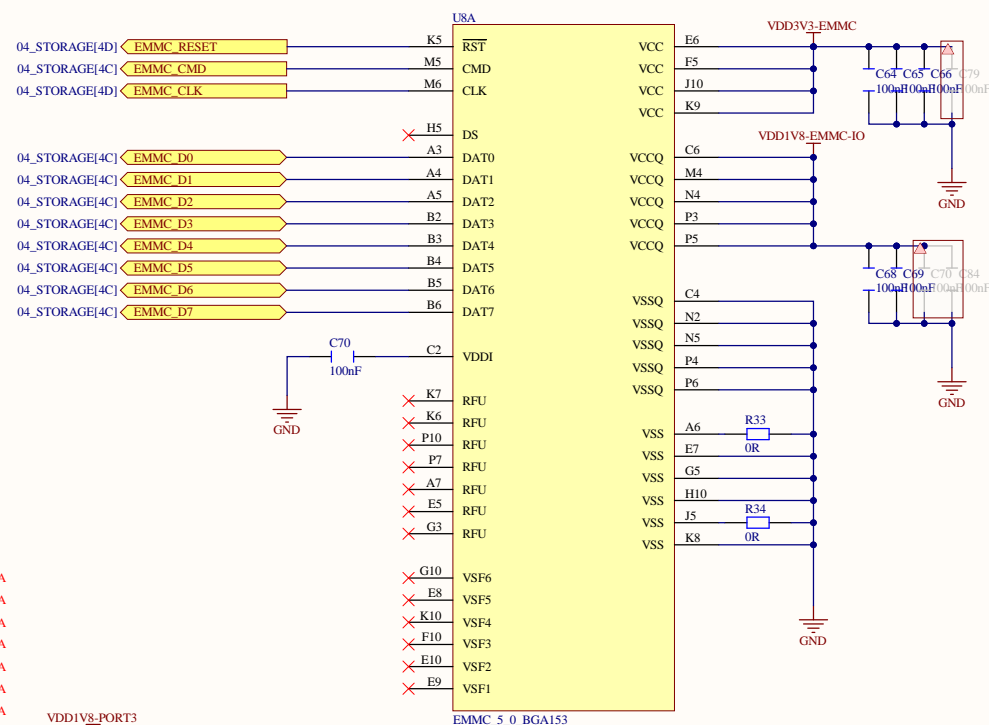 U8A
04_STORAGE[4D] EMMC_RESET K5 RST VCC E6 VDD3V3-EMMC
04_STORAGE[4C] EMMC_CMD M5 CMD VCC F5
04_STORAGE[4D] EMMC_CLK M6 CLK VCC J10
VCC K9
C64 C65 C66 C79
100nF 100nF 100nF 100nF
GND
H5 DS VDD1V8-EMMC-IO
04_STORAGE[4C] EMMC_D0 A3 DAT0 VCCQ C6
04_STORAGE[4C] EMMC_D1 A4 DAT1 VCCQ M4
04_STORAGE[4C] EMMC_D2 A5 DAT2 VCCQ N4
04_STORAGE[4C] EMMC_D3 B2 DAT3 VCCQ P3
04_STORAGE[4C] EMMC_D4 B3 DAT4 VCCQ P5
04_STORAGE[4C] EMMC_D5 B4 DAT5
04_STORAGE[4C] EMMC_D6 B5 DAT6
04_STORAGE[4C] EMMC_D7 B6 DAT7
C68 C69 C70 C84
100nF 100nF 100nF 100nF
GND
VSSQ C4
VSSQ N2
VSSQ N5
VSSQ P4
VSSQ P6
C70
100nF
C2 VDDI
GND
K7 RFU
K6 RFU
P10 RFU
P7 RFU
A7 RFU
E5 RFU
G3 RFU
VSS A6 R33
0R
VSS E7
VSS G5
VSS H10
VSS J5 R34
0R
VSS K8
GND
G10 VSF6
E8 VSF5
K10 VSF4
F10 VSF3
E10 VSF2
E9 VSF1
A
A
A
A
A
A
A
VDD1V8-PORT3
EMMC_5_0_BGA153